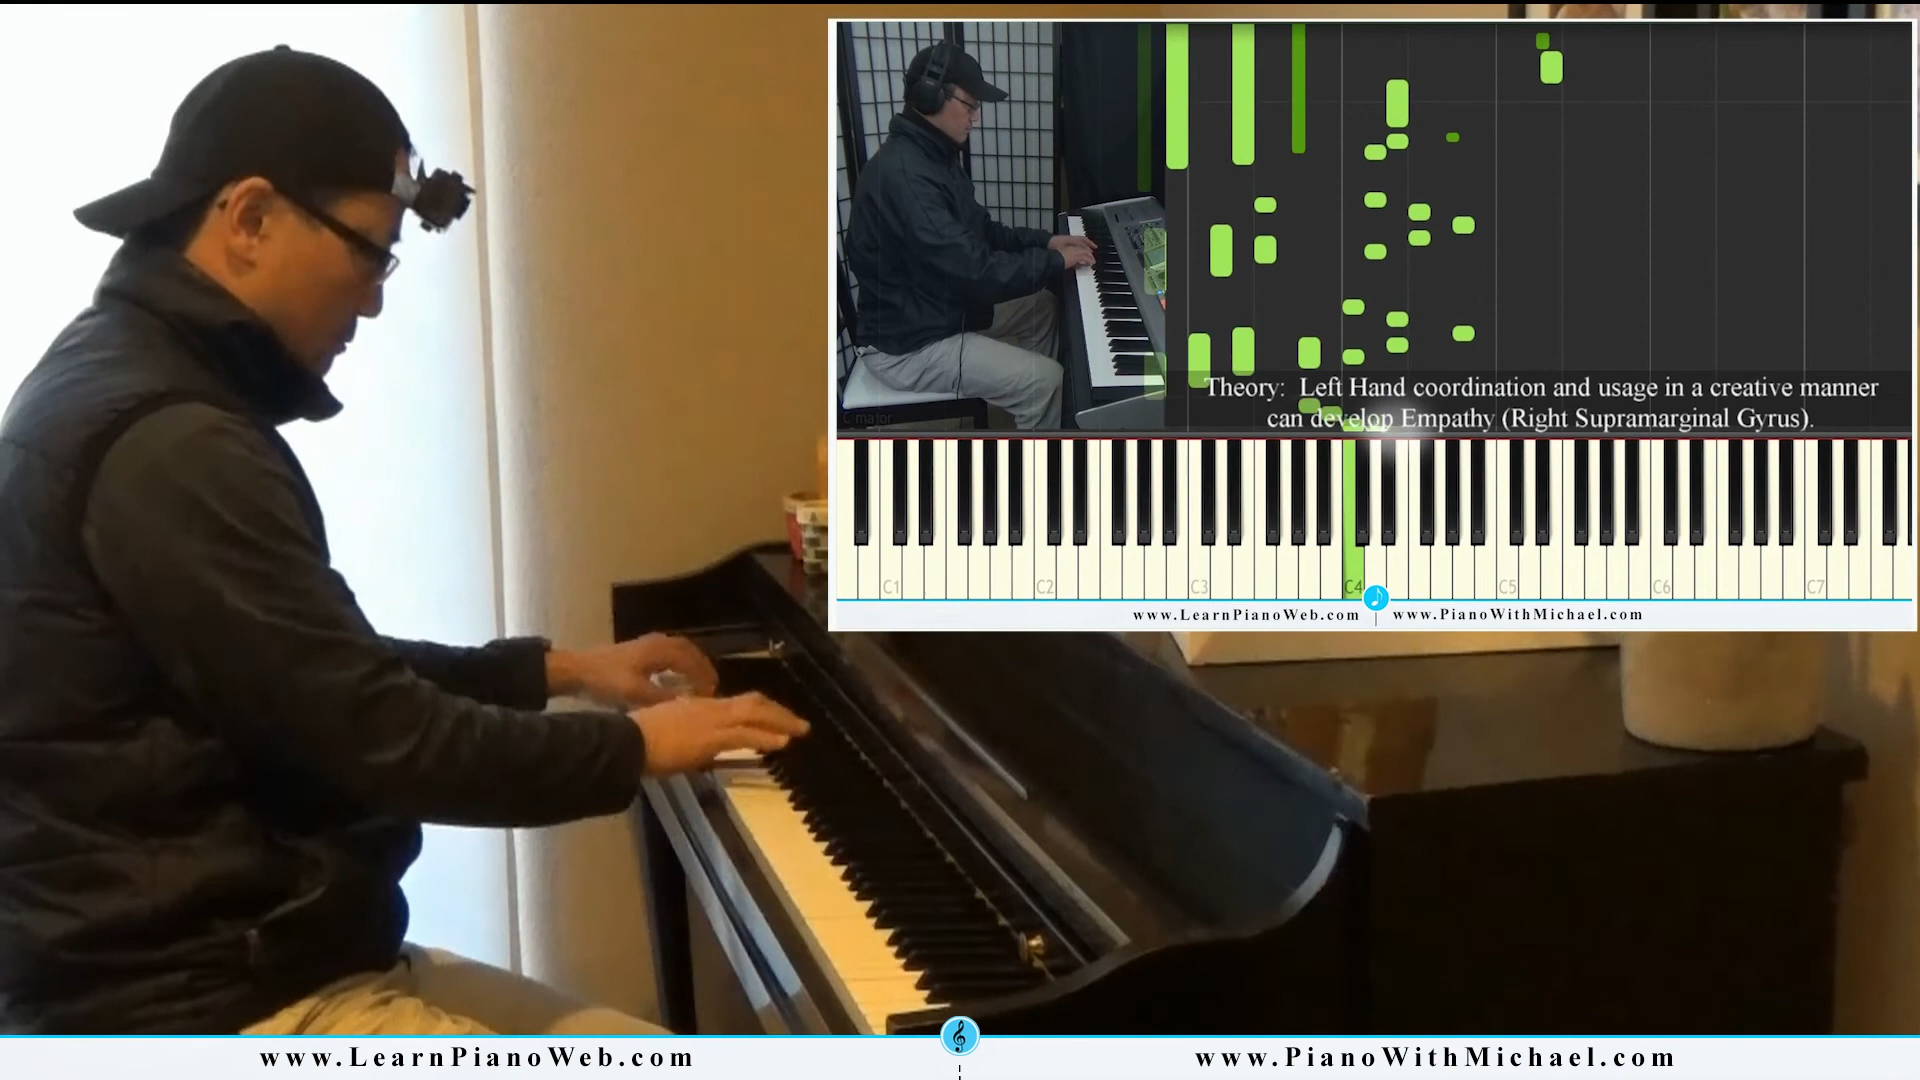 C major
Theory: Left Hand coordination and usage in a creative manner
can develop Empathy (Right Supramarginal Gyrus).
C1 C2 C3 C4 C5 C6 C7
www.LearnPianoWeb.com www.PianoWithMichael.com
www.LearnPianoWeb.com www.PianoWithMichael.com